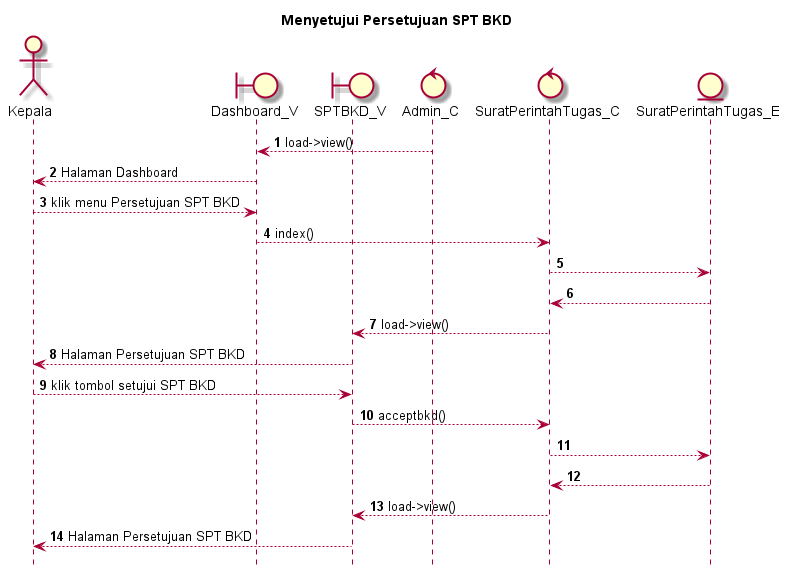 Menyetujui Persetujuan SPT BKD
Kepala
Dashboard_V
SPTBKD_V
Admin_C
SuratPerintahTugas_C
SuratPerintahTugas_E
1 load->view()
2 Halaman Dashboard
3 klik menu Persetujuan SPT BKD
4 index()
5
6
7 load->view()
8 Halaman Persetujuan SPT BKD
9 klik tombol setujui SPT BKD
10 acceptbkd()
11
12
13 load->view()
14 Halaman Persetujuan SPT BKD